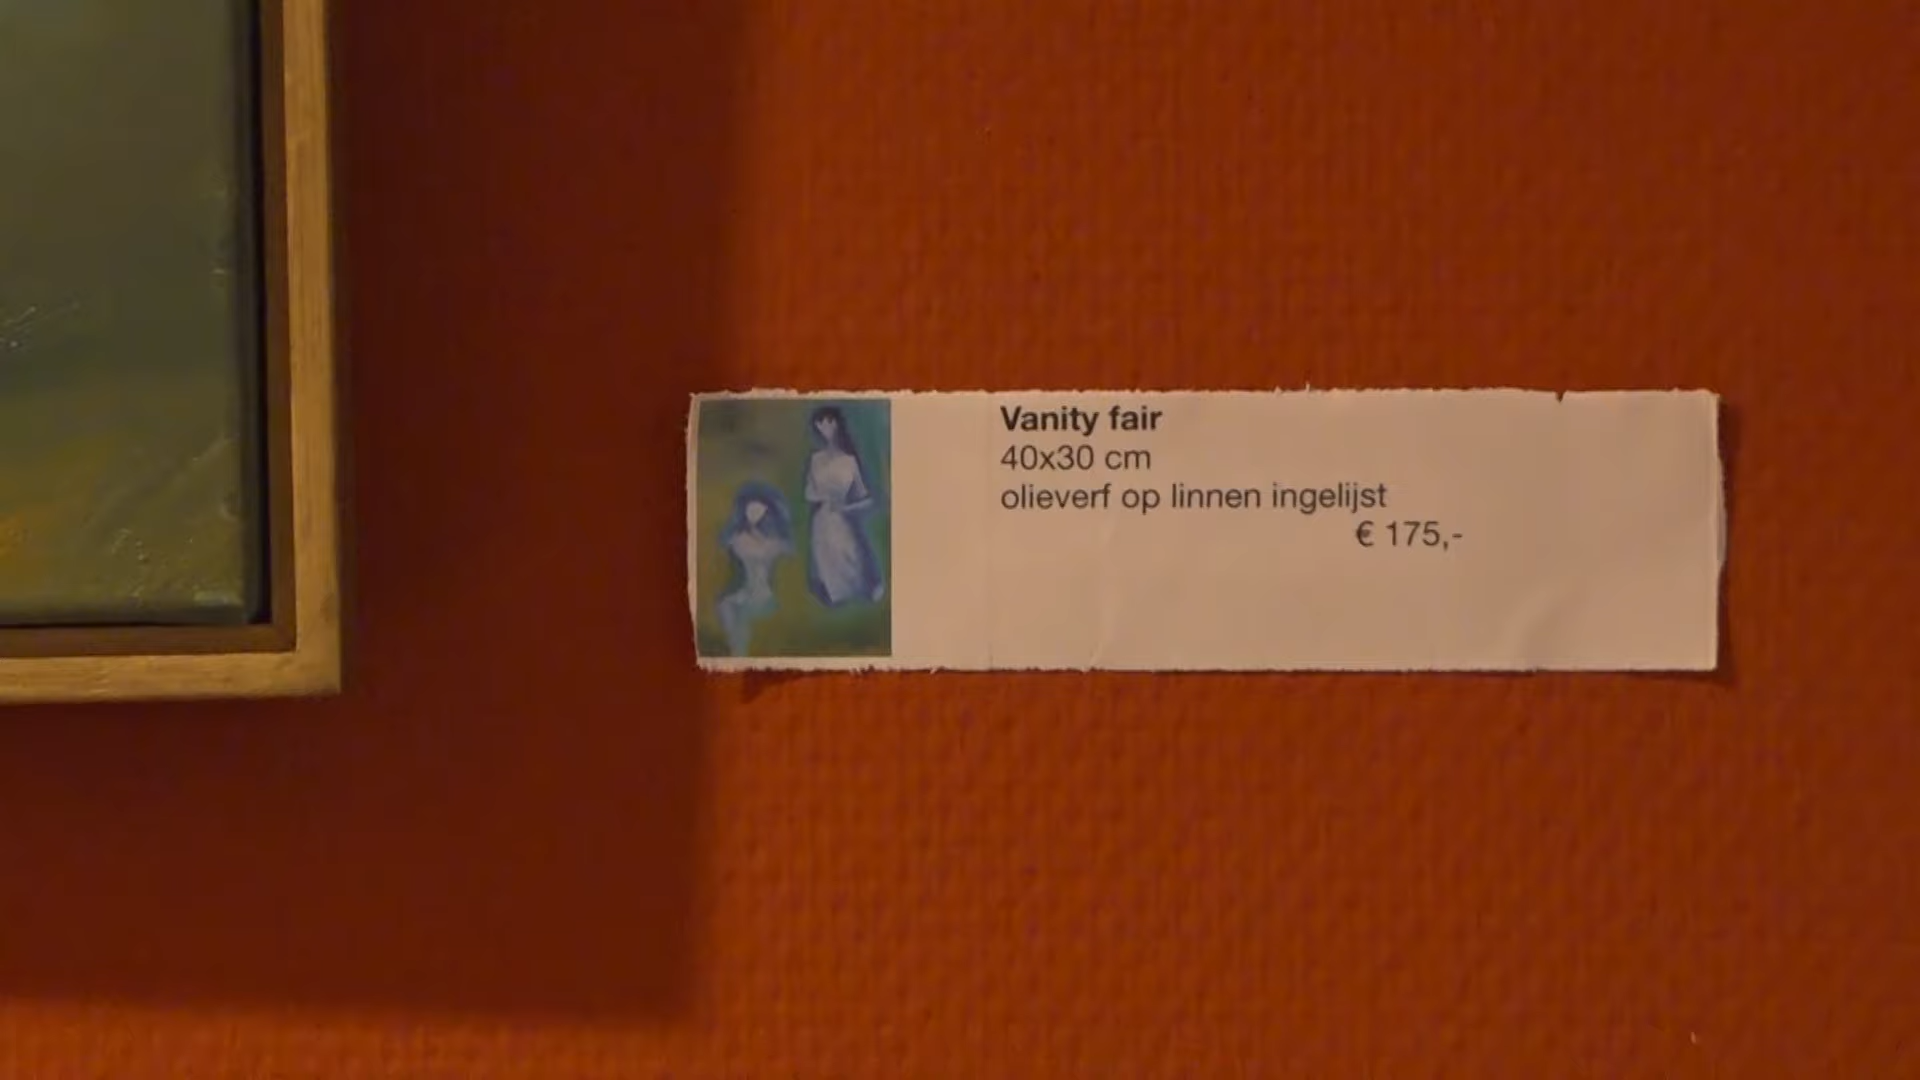 Vanity fair
40x30 cm
olieverf op linnen ingelijst
€ 175,-